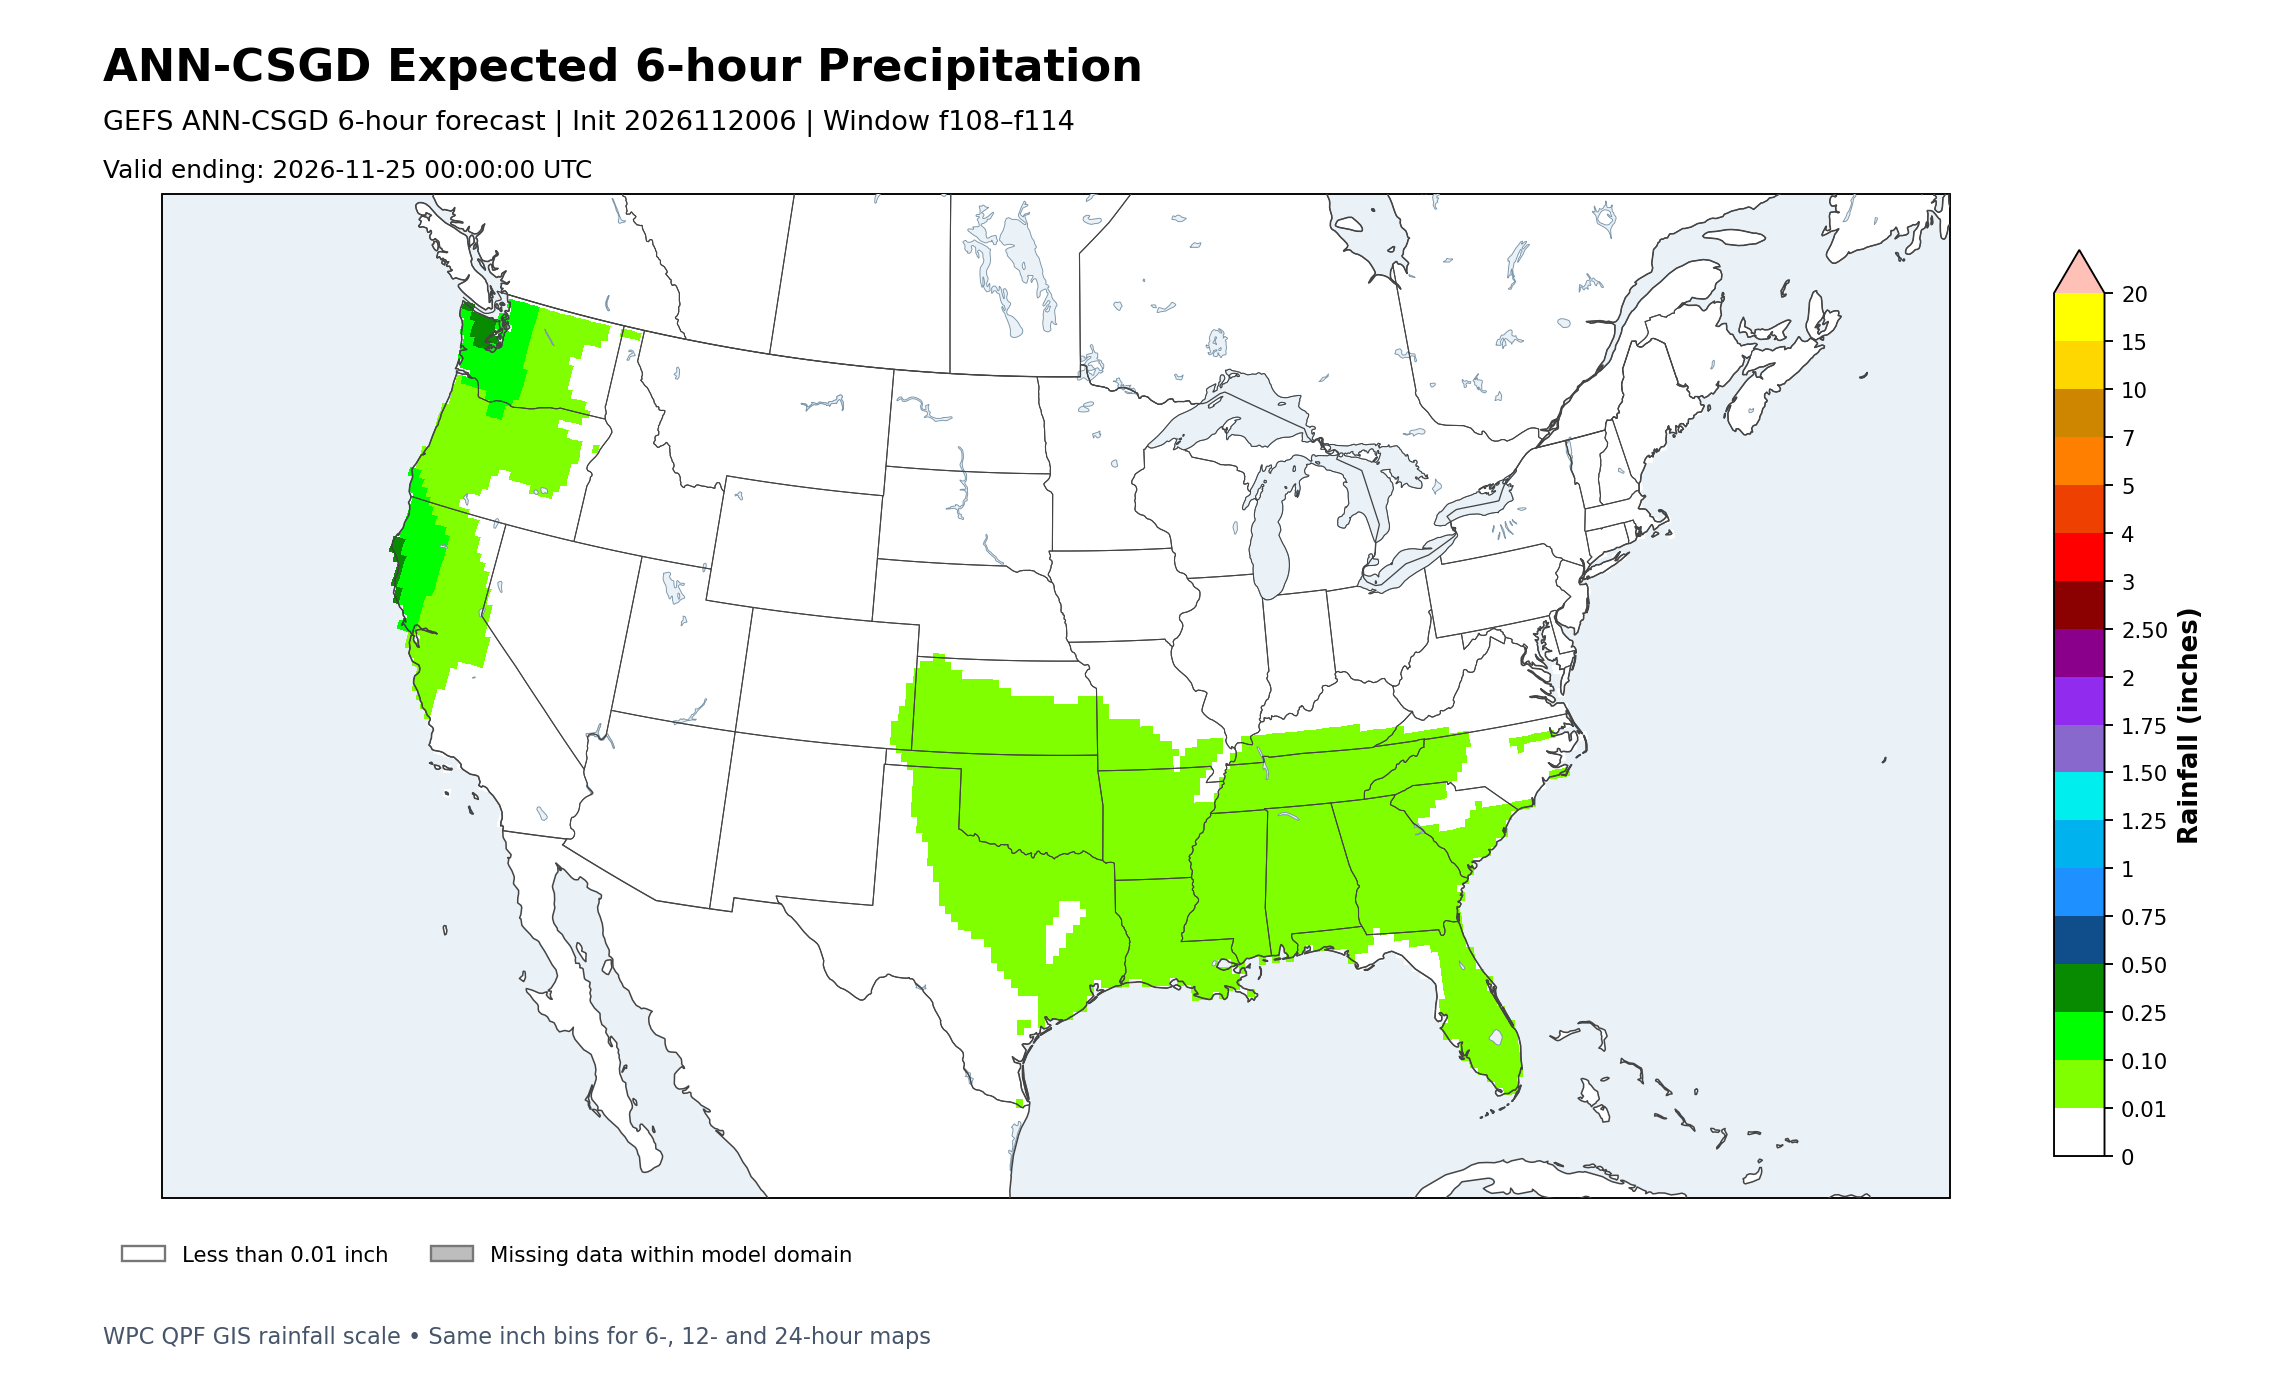 ANN-CSGD Expected 6-hour Precipitation
GEFS ANN-CSGD 6-hour forecast | Init 2026112006 | Window f108–f114
Valid ending: 2026-11-25 00:00:00 UTC
20
15
10
7
5
4
3
2.50
2
1.75
1.50
1.25
1
0.75
0.50
0.25
0.10
0.01
0
Rainfall (inches)
Less than 0.01 inch
Missing data within model domain
WPC QPF GIS rainfall scale • Same inch bins for 6-, 12- and 24-hour maps